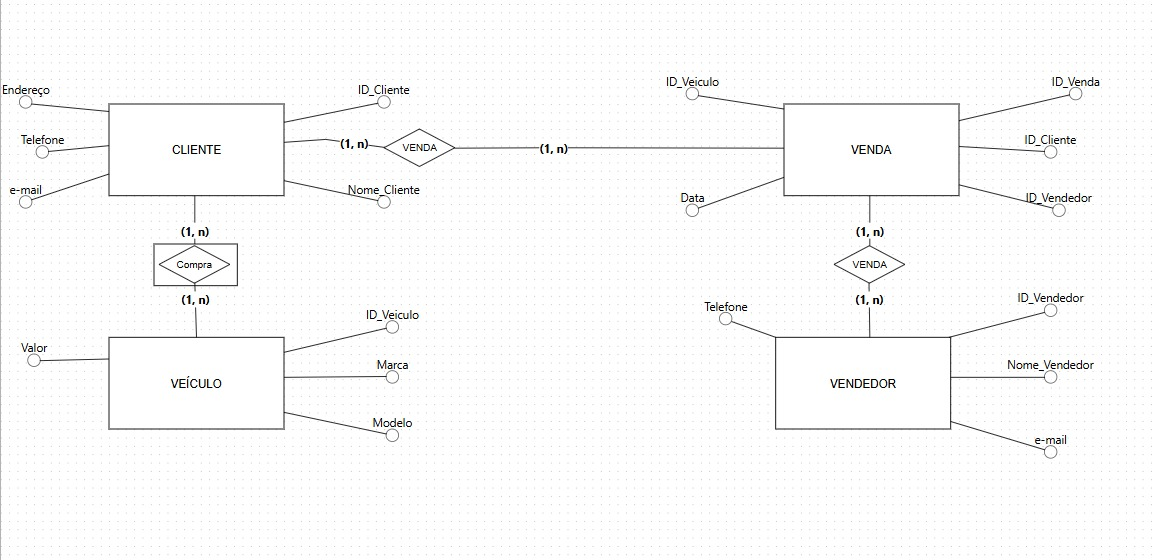 Endereço
ID_Cliente
Telefone
CLIENTE
(1, n)
VENDA
(1, n)
e-mail
Nome_Cliente
ID_Veiculo
ID_Venda
VENDA
ID_Cliente
Data
ID_Vendedor
(1, n)
Compra
(1, n)
(1, n)
VENDA
(1, n)
ID_Veiculo
Valor
VEÍCULO
Marca
Modelo
Telefone
ID_Vendedor
VENDEDOR
Nome_Vendedor
e-mail